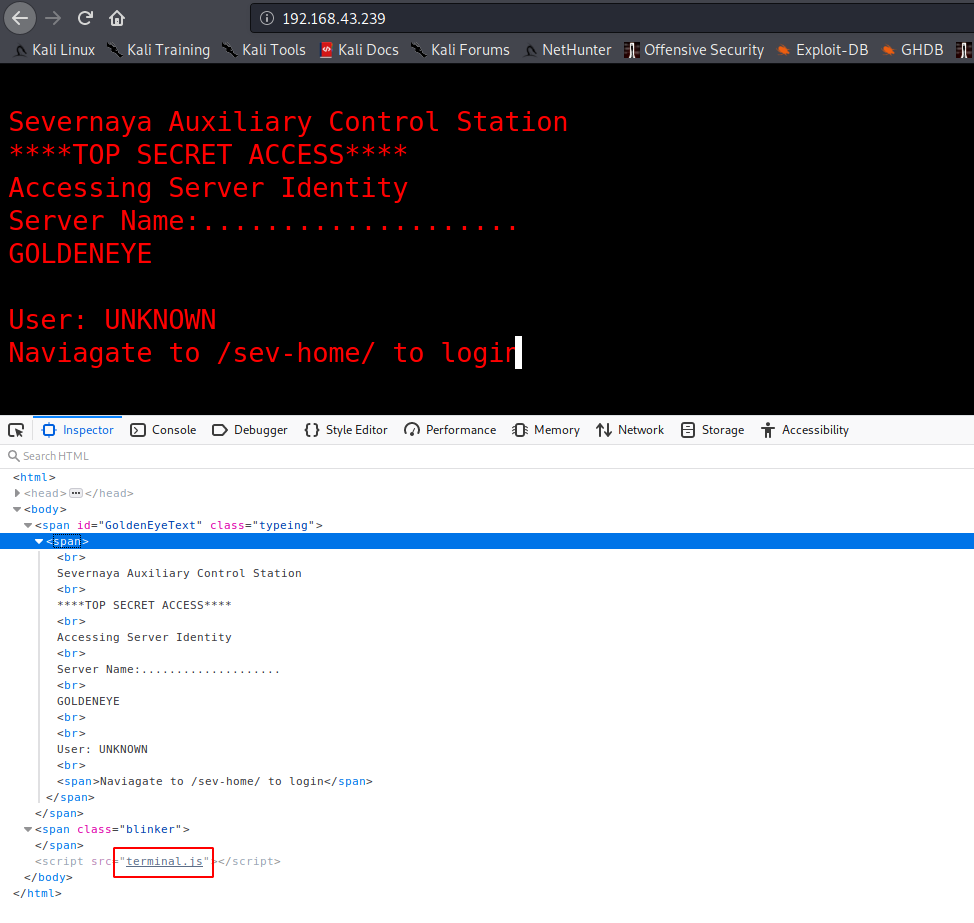 192.168.43.239
Kali Linux Kali Training Kali Tools Kali Docs Kali Forums NetHunter Offensive Security Exploit-DB GHDB
Severnaya Auxiliary Control Station
****TOP SECRET ACCESS****
Accessing Server Identity
Server Name:....................
GOLDENEYE
User: UNKNOWN
Naviagate to /sev-home/ to login
Inspector Console Debugger {} Style Editor Performance Memory Network Storage Accessibility
Search HTML
<html>
<head>•••</head>
<body>
<span id="GoldenEyeText" class="typeing">
<span>
<br>
Severnaya Auxiliary Control Station
<br>
****TOP SECRET ACCESS****
<br>
Accessing Server Identity
<br>
Server Name:....................
<br>
GOLDENEYE
<br>
<br>
User: UNKNOWN
<br>
<span>Naviagate to /sev-home/ to login</span>
</span>
</span>
<span class="blinker">
</span>
<script src="terminal.js"></script>
</body>
</html>